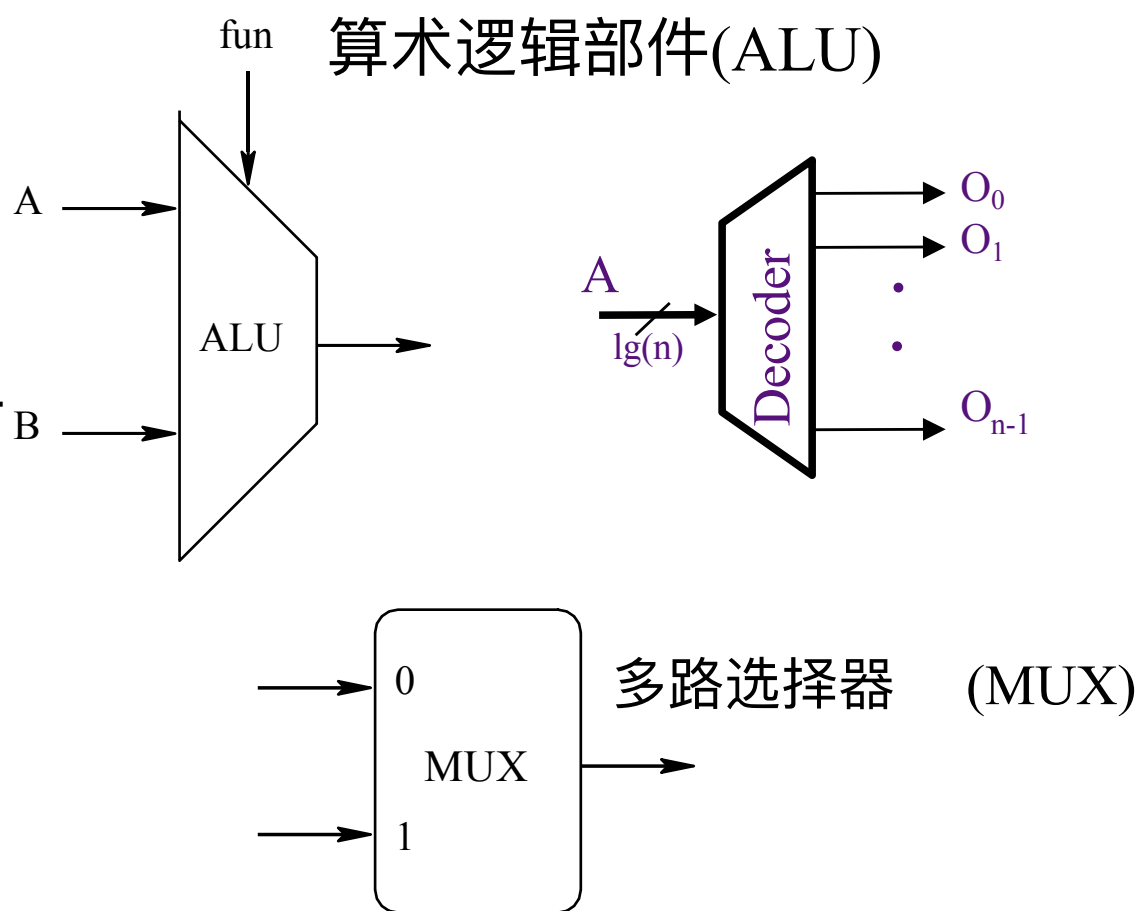 fun
算术逻辑部件(ALU)
A
B
ALU
A
lg(n)
Decoder
O₀
O₁
Oₙ₋₁
0
MUX
1
多路选择器 (MUX)